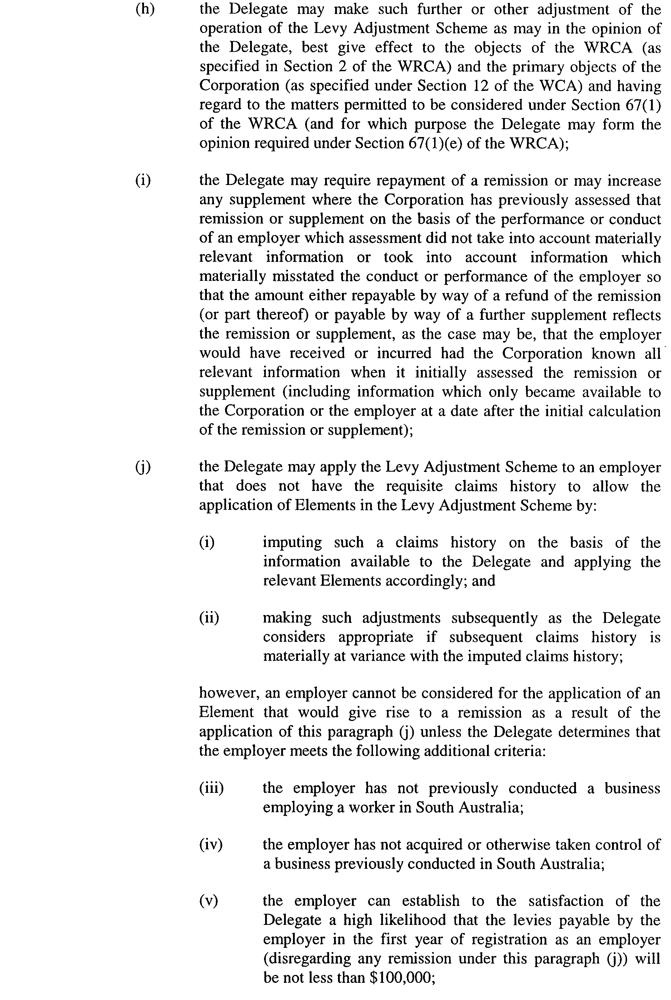 (h) the Delegate may make such further or other adjustment of the
operation of the Levy Adjustment Scheme as may in the opinion of
the Delegate, best give effect to the objects of the WRCA (as
specified in Section 2 of the WRCA) and the primary objects of the
Corporation (as specified under Section 12 of the WCA) and having
regard to the matters permitted to be considered under Section 67(1)
of the WRCA (and for which purpose the Delegate may form the
opinion required under Section 67(1)(e) of the WRCA);
(i) the Delegate may require repayment of a remission or may increase
any supplement where the Corporation has previously assessed that
remission or supplement on the basis of the performance or conduct
of an employer which assessment did not take into account materially
relevant information or took into account information which
materially misstated the conduct or performance of the employer so
that the amount either repayable by way of a refund of the remission
(or part thereof) or payable by way of a further supplement reflects
the remission or supplement, as the case may be, that the employer
would have received or incurred had the Corporation known all
relevant information when it initially assessed the remission or
supplement (including information which only became available to
the Corporation or the employer at a date after the initial calculation
of the remission or supplement);
(j) the Delegate may apply the Levy Adjustment Scheme to an employer
that does not have the requisite claims history to allow the
application of Elements in the Levy Adjustment Scheme by:
(i) imputing such a claims history on the basis of the
information available to the Delegate and applying the
relevant Elements accordingly; and
(ii) making such adjustments subsequently as the Delegate
considers appropriate if subsequent claims history is
materially at variance with the imputed claims history;
however, an employer cannot be considered for the application of an
Element that would give rise to a remission as a result of the
application of this paragraph (j) unless the Delegate determines that
the employer meets the following additional criteria:
(iii) the employer has not previously conducted a business
employing a worker in South Australia;
(iv) the employer has not acquired or otherwise taken control of
a business previously conducted in South Australia;
(v) the employer can establish to the satisfaction of the
Delegate a high likelihood that the levies payable by the
employer in the first year of registration as an employer
(disregarding any remission under this paragraph (j)) will
be not less than $100,000;